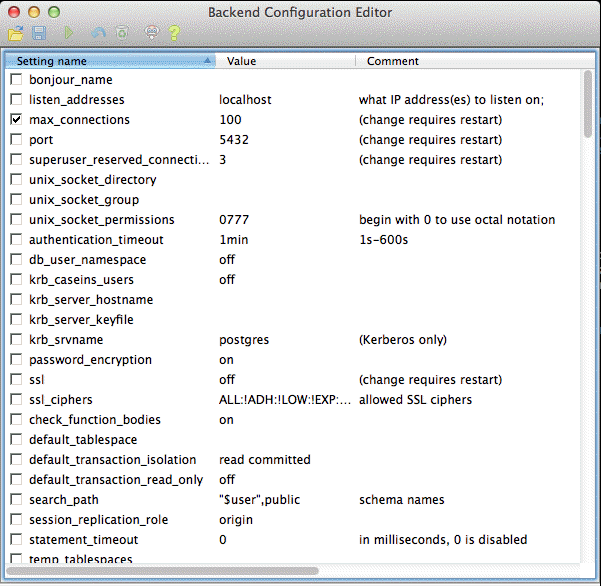 Backend Configuration Editor
Setting name Value Comment
bonjour_name
listen_addresses localhost what IP address(es) to listen on;
max_connections 100 (change requires restart)
port 5432 (change requires restart)
superuser_reserved_connecti... 3 (change requires restart)
unix_socket_directory
unix_socket_group
unix_socket_permissions 0777 begin with 0 to use octal notation
authentication_timeout 1min 1s-600s
db_user_namespace off
krb_caseins_users off
krb_server_hostname
krb_server_keyfile
krb_srvname postgres (Kerberos only)
password_encryption on
ssl off (change requires restart)
ssl_ciphers ALL:!ADH:!LOW:!EXP:... allowed SSL ciphers
check_function_bodies on
default_tablespace
default_transaction_isolation read committed
default_transaction_read_only off
search_path "$user",public schema names
session_replication_role origin
statement_timeout 0 in milliseconds, 0 is disabled
temp_tablespaces